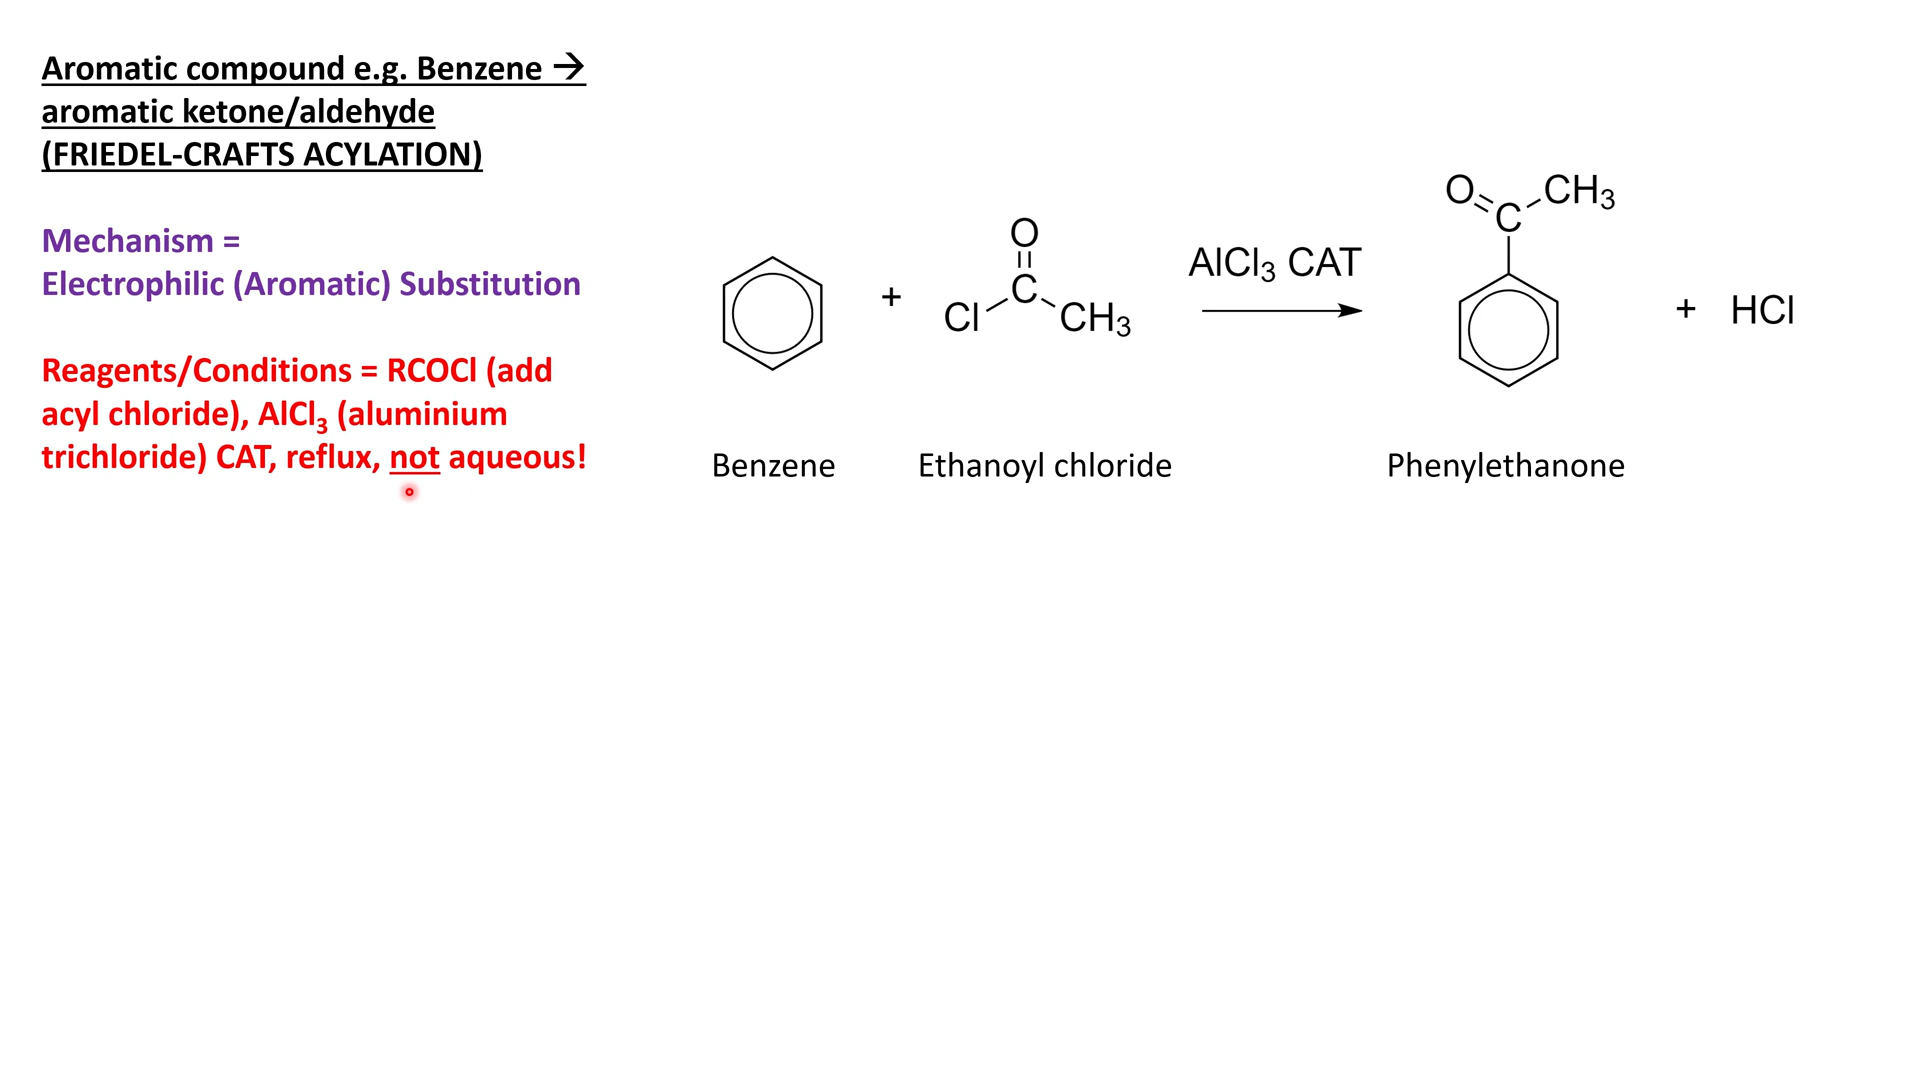 Aromatic compound e.g. Benzene →
aromatic ketone/aldehyde
(FRIEDEL-CRAFTS ACYLATION)
Mechanism =
Electrophilic (Aromatic) Substitution
Reagents/Conditions = RCOCl (add
acyl chloride), AlCl₃ (aluminium
trichloride) CAT, reflux, not aqueous!
+
O
C
Cl
CH₃
AlCl₃ CAT
O
C
CH₃
+ HCl
Benzene
Ethanoyl chloride
Phenylethanone